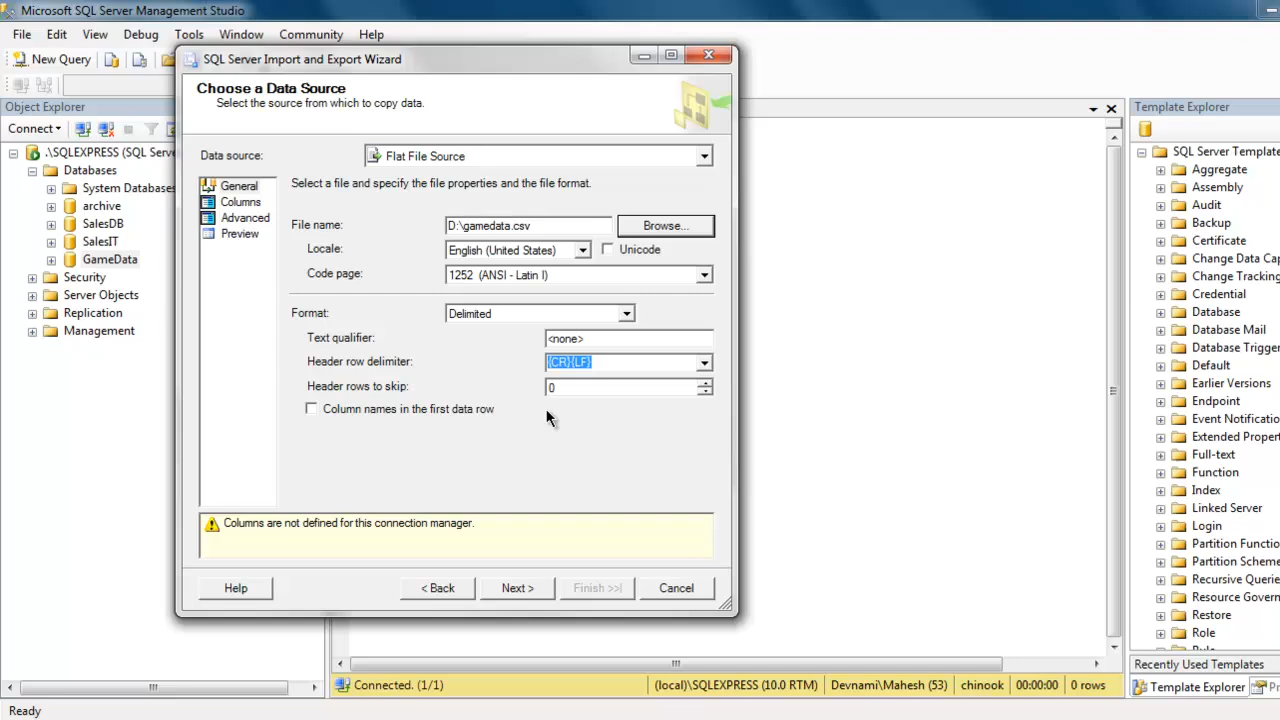 Microsoft SQL Server Management Studio
File Edit View Debug Tools Window Community Help
New Query
Object Explorer
Connect
.\SQLEXPRESS (SQL Serve
Databases
System Databases
archive
SalesDB
SalesIT
GameData
Security
Server Objects
Replication
Management
SQL Server Import and Export Wizard
Choose a Data Source
Select the source from which to copy data.
Data source: Flat File Source
General
Columns
Advanced
Preview
Select a file and specify the file properties and the file format.
File name: D:\gamedata.csv Browse...
Locale: English (United States) Unicode
Code page: 1252 (ANSI - Latin I)
Format: Delimited
Text qualifier: <none>
Header row delimiter: {CR}{LF}
Header rows to skip: 0
Column names in the first data row
Columns are not defined for this connection manager.
Help < Back Next > Finish >>| Cancel
Template Explorer
SQL Server Template
Aggregate
Assembly
Audit
Backup
Certificate
Change Data Cap
Change Tracking
Credential
Database
Database Mail
Database Trigger
Default
Earlier Versions
Endpoint
Event Notificatio
Extended Proper
Full-text
Function
Index
Linked Server
Login
Partition Functio
Partition Scheme
Recursive Querie
Resource Govern
Restore
Role
Recently Used Templates
Template Explorer
Connected. (1/1) (local)\SQLEXPRESS (10.0 RTM) Devnami\Mahesh (53) chinook 00:00:00 0 rows
Ready